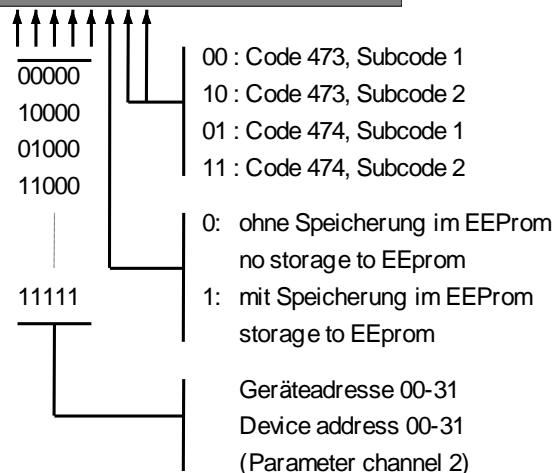 00 : Code 473, Subcode 1
10 : Code 473, Subcode 2
01 : Code 474, Subcode 1
11 : Code 474, Subcode 2
00000
10000
01000
11000
11111
0: ohne Speicherung im EEProm
no storage to EEprom
1: mit Speicherung im EEProm
storage to EEprom
Geräteadresse 00-31
Device address 00-31
(Parameter channel 2)